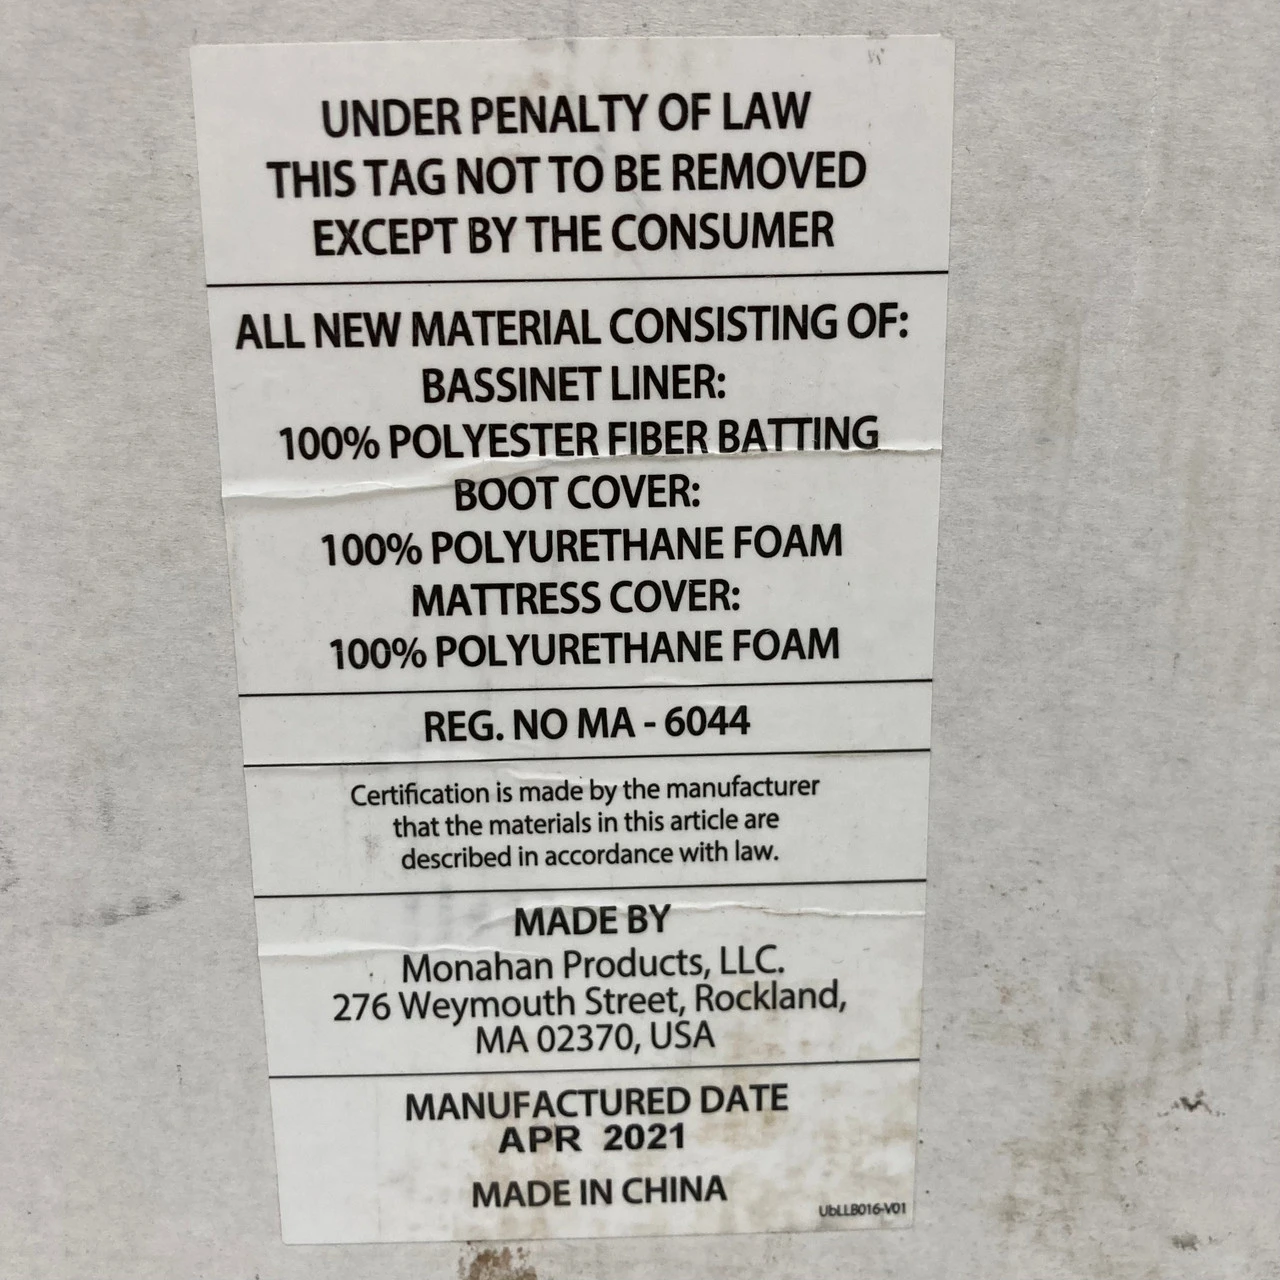 UNDER PENALTY OF LAW
THIS TAG NOT TO BE REMOVED
EXCEPT BY THE CONSUMER
ALL NEW MATERIAL CONSISTING OF:
BASSINET LINER:
100% POLYESTER FIBER BATTING
BOOT COVER:
100% POLYURETHANE FOAM
MATTRESS COVER:
100% POLYURETHANE FOAM
REG. NO MA - 6044
Certification is made by the manufacturer
that the materials in this article are
described in accordance with law.
MADE BY
Monahan Products, LLC.
276 Weymouth Street, Rockland,
MA 02370, USA
MANUFACTURED DATE
APR 2021
MADE IN CHINA
UbLLB016-V01